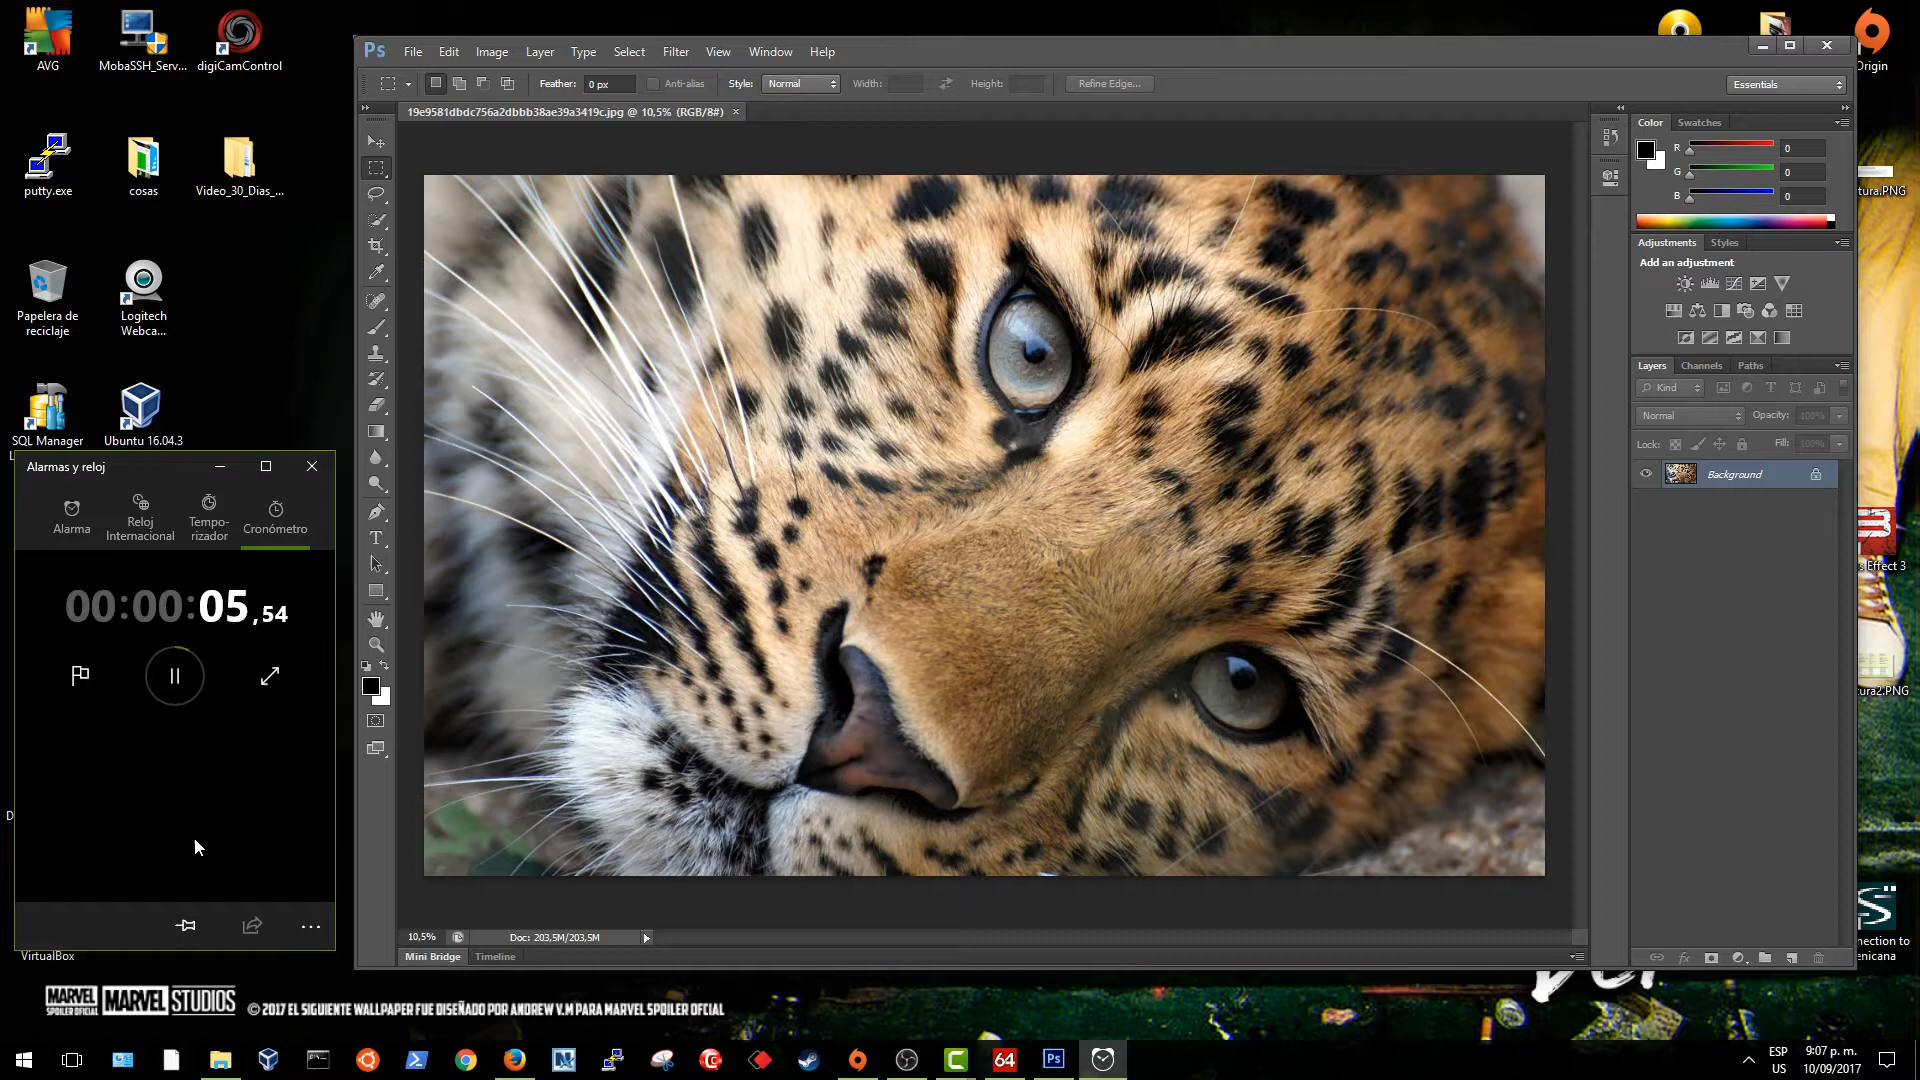 AVG
MobaSSH_Serv...
digiCamControl
putty.exe
cosas
Video_30_Dias_...
Papelera de
reciclaje
Logitech
Webca...
SQL Manager
Ubuntu 16.04.3
Alarmas y reloj
Alarma
Reloj
Internacional
Tempo-
rizador
Cronómetro
00:00:05,54
VirtualBox
MARVEL
SPOILER OFICIAL
MARVEL STUDIOS
© 2017 EL SIGUIENTE WALLPAPER FUE DISEÑADO POR ANDREW V.M PARA MARVEL SPOILER OFCIAL
Ps
File Edit Image Layer Type Select Filter View Window Help
Feather: 0 px
Anti-alias
Style: Normal
Width:
Height:
Refine Edge...
Essentials
19e9581dbdc756a2dbbb38ae39a3419c.jpg @ 10,5% (RGB/8#) ×
Color Swatches
R 0
G 0
B 0
Adjustments Styles
Add an adjustment
Layers Channels Paths
Kind
Normal
Opacity: 100%
Lock:
Fill: 100%
Background
10,5%
Doc: 203,5M/203,5M
Mini Bridge Timeline
Origin
tura.PNG
s Effect 3
tura2.PNG
nection to
enicana
64
Ps
ESP
US
9:07 p. m.
10/09/2017